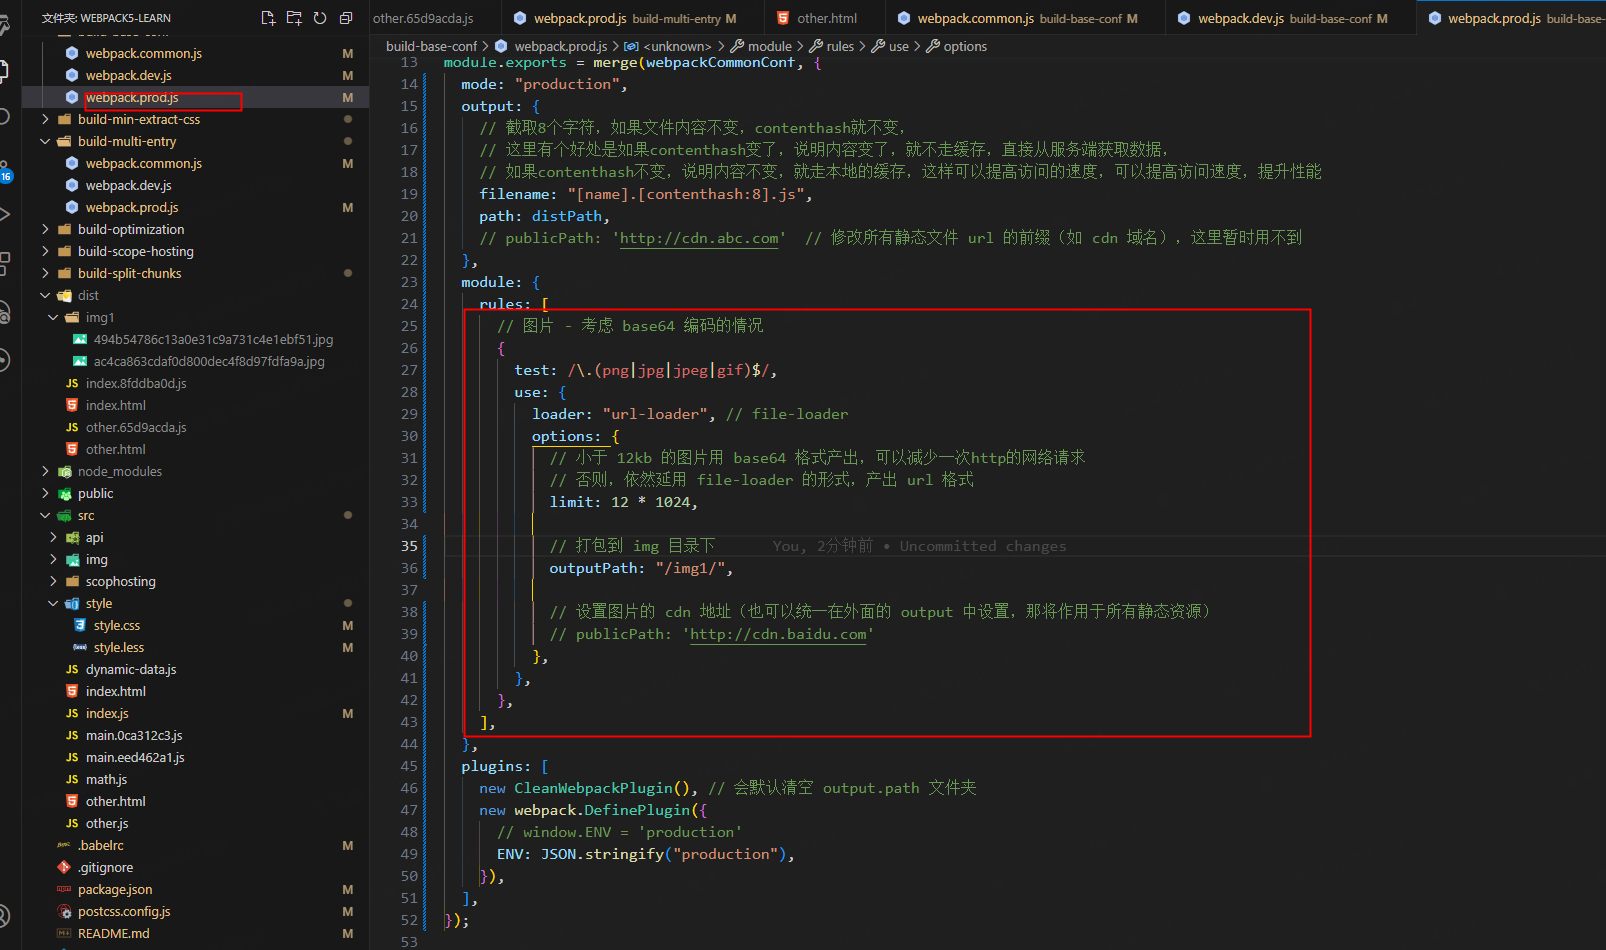 文件夹: WEBPACK5-LEARN
webpack.common.js M
webpack.dev.js M
webpack.prod.js M
build-min-extract-css
build-multi-entry
webpack.common.js M
webpack.dev.js
webpack.prod.js M
build-optimization
build-scope-hosting
build-split-chunks
dist
img1
494b54786c13a0e31c9a731c4e1ebf51.jpg
ac4ca863cdaf0d800dec4f8d97fdfa9a.jpg
index.8fddba0d.js
index.html
other.65d9acda.js
other.html
node_modules
public
src
api
img
scophosting
style
style.css M
style.less M
dynamic-data.js
index.html
index.js M
main.0ca312c3.js
main.eed462a1.js
math.js
other.html
other.js
.babelrc M
.gitignore
package.json M
postcss.config.js M
README.md M
16
other.65d9acda.js webpack.prod.js build-multi-entry M other.html webpack.common.js build-base-conf M webpack.dev.js build-base-conf M webpack.prod.js build-base-
build-base-conf > webpack.prod.js > <unknown> > module > rules > use > options
13 module.exports = merge(webpackCommonConf, {
14 mode: "production",
15 output: {
16 // 截取8个字符，如果文件内容不变，contenthash就不变，
17 // 这里有个好处是如果contenthash变了，说明内容变了，就不走缓存，直接从服务端获取数据，
18 // 如果contenthash不变，说明内容不变，就走本地的缓存，这样可以提高访问的速度，可以提高访问速度，提升性能
19 filename: "[name].[contenthash:8].js",
20 path: distPath,
21 // publicPath: 'http://cdn.abc.com' // 修改所有静态文件 url 的前缀（如 cdn 域名），这里暂时用不到
22 },
23 module: {
24 rules: [
25 // 图片 - 考虑 base64 编码的情况
26 {
27 test: /\.(png|jpg|jpeg|gif)$/,
28 use: {
29 loader: "url-loader", // file-loader
30 options: {
31 // 小于 12kb 的图片用 base64 格式产出，可以减少一次http的网络请求
32 // 否则，依然延用 file-loader 的形式，产出 url 格式
33 limit: 12 * 1024,
34
35 // 打包到 img 目录下 You, 2分钟前 • Uncommitted changes
36 outputPath: "/img1/",
37
38 // 设置图片的 cdn 地址（也可以统一在外面的 output 中设置，那将作用于所有静态资源）
39 // publicPath: 'http://cdn.baidu.com'
40 },
41 },
42 },
43 ],
44 },
45 plugins: [
46 new CleanWebpackPlugin(), // 会默认清空 output.path 文件夹
47 new webpack.DefinePlugin({
48 // window.ENV = 'production'
49 ENV: JSON.stringify("production"),
50 }),
51 ],
52 });
53